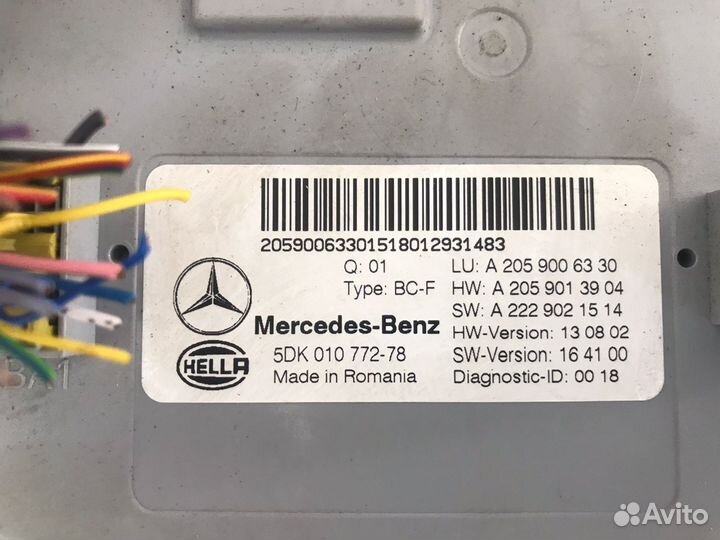 20590063301518012931483
Q: 01
Type: BC-F
LU: A 205 900 63 30
HW: A 205 901 39 04
SW: A 222 902 15 14
HW-Version: 13 08 02
SW-Version: 16 41 00
Diagnostic-ID: 00 18
Mercedes-Benz
HELLA
5DK 010 772-78
Made in Romania
Avito